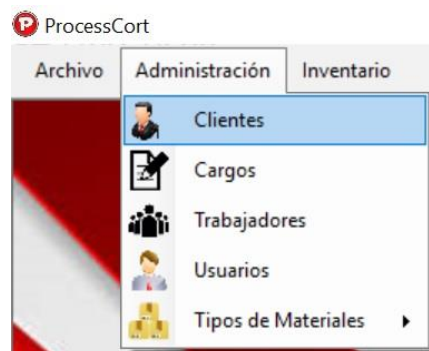 ProcessCort
Archivo Administración Inventario
Clientes
Cargos
Trabajadores
Usuarios
Tipos de Materiales